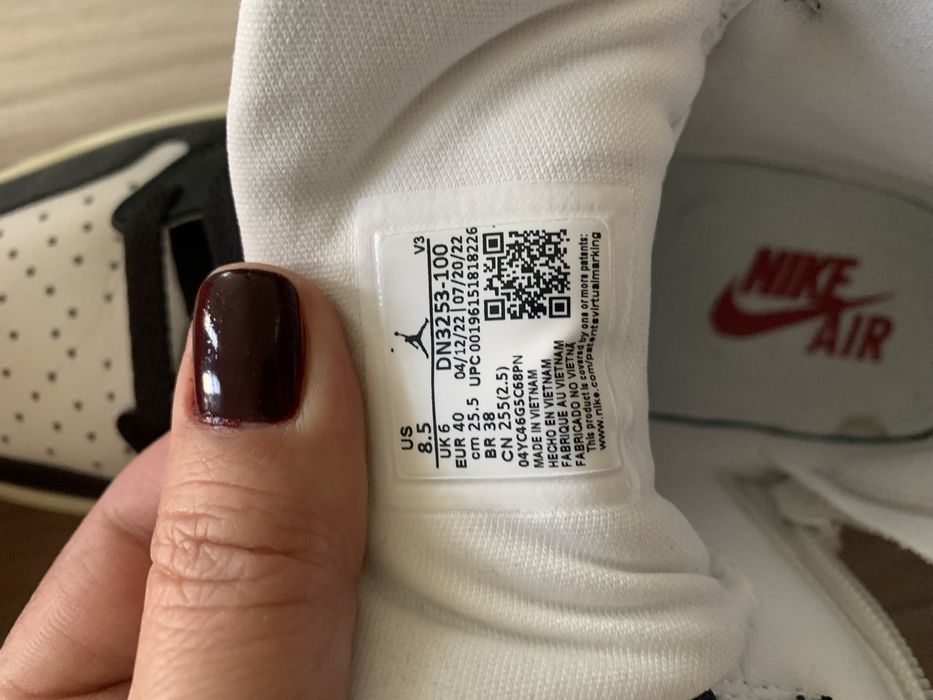 US
8.5
V3
UK 6 DN3253-100
EUR 40 04/12/22 07/20/22
cm 25.5 UPC 00196151818226
BR 38
CN 255(2.5)
04YC46G5C68PN
MADE IN VIETNAM
HECHO EN VIETNAM
FABRIQUE AU VIETNAM
FABRICADO NO VIETNÃ
This product is covered by one or more patents:
www.nike.com/patentsvirtualmarking
NIKE
AIR